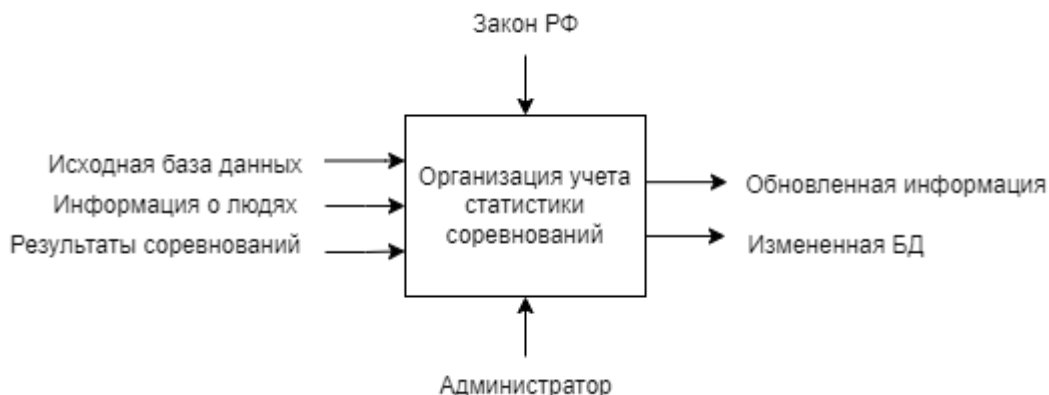 Закон РФ
Исходная база данных
Информация о людях
Результаты соревнований
Организация учета
статистики
соревнований
Обновленная информация
Измененная БД
Администратор